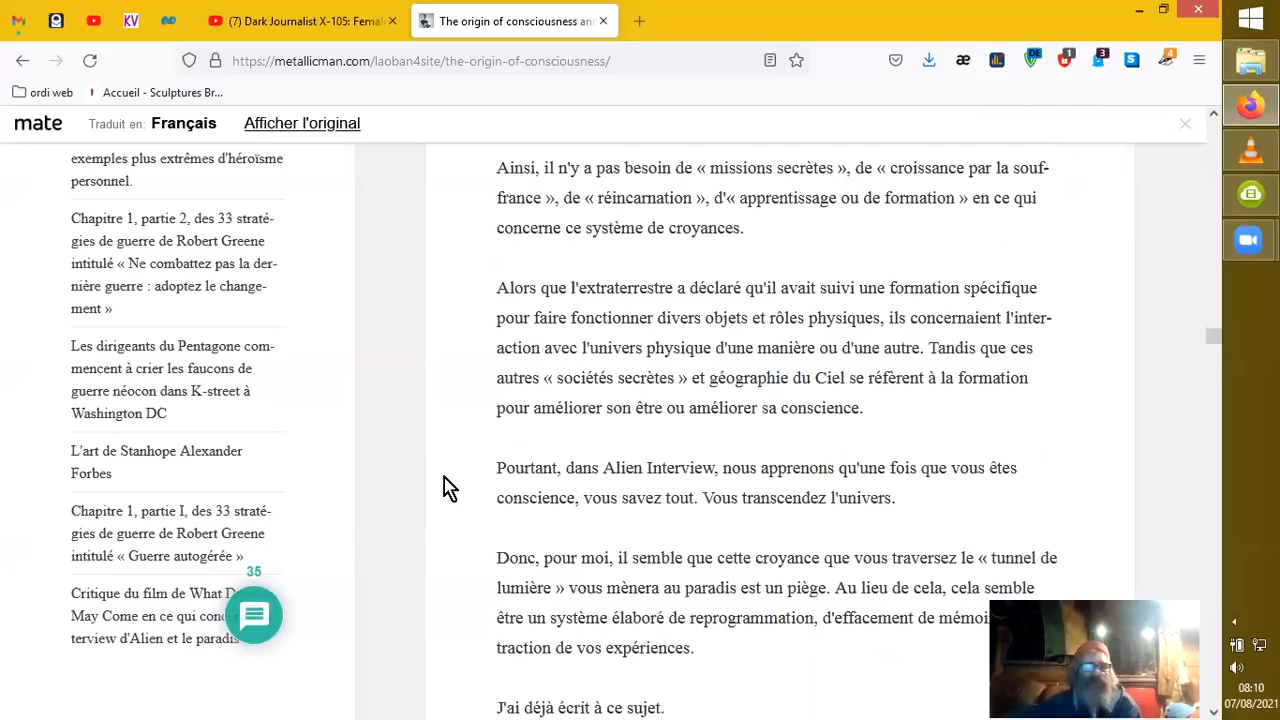 (7) Dark Journalist X-105: Femal
The origin of consciousness an
https://metallicman.com/laoban4site/the-origin-of-consciousness/
ordi web
Accueil - Sculptures Br...
mate
Traduit en: Français
Afficher l'original
exemples plus extrêmes d'héroïsme
personnel.
Chapitre 1, partie 2, des 33 straté-
gies de guerre de Robert Greene
intitulé « Ne combattez pas la der-
nière guerre : adoptez le change-
ment »
Les dirigeants du Pentagone com-
mencent à crier les faucons de
guerre néocon dans K-street à
Washington DC
L'art de Stanhope Alexander
Forbes
Chapitre 1, partie I, des 33 straté-
gies de guerre de Robert Greene
intitulé « Guerre autogérée »
35
Critique du film de What D
May Come en ce qui con
terview d'Alien et le paradis
Ainsi, il n'y a pas besoin de « missions secrètes », de « croissance par la souf-
france », de « réincarnation », d'« apprentissage ou de formation » en ce qui
concerne ce système de croyances.
Alors que l'extraterrestre a déclaré qu'il avait suivi une formation spécifique
pour faire fonctionner divers objets et rôles physiques, ils concernaient l'inter-
action avec l'univers physique d'une manière ou d'une autre. Tandis que ces
autres « sociétés secrètes » et géographie du Ciel se réfèrent à la formation
pour améliorer son être ou améliorer sa conscience.
Pourtant, dans Alien Interview, nous apprenons qu'une fois que vous êtes
conscience, vous savez tout. Vous transcendez l'univers.
Donc, pour moi, il semble que cette croyance que vous traversez le « tunnel de
lumière » vous mènera au paradis est un piège. Au lieu de cela, cela semble
être un système élaboré de reprogrammation, d'effacement de mémoi
traction de vos expériences.
J'ai déjà écrit à ce sujet.
KV
æ
DE
1
3
4
08:10
07/08/2021